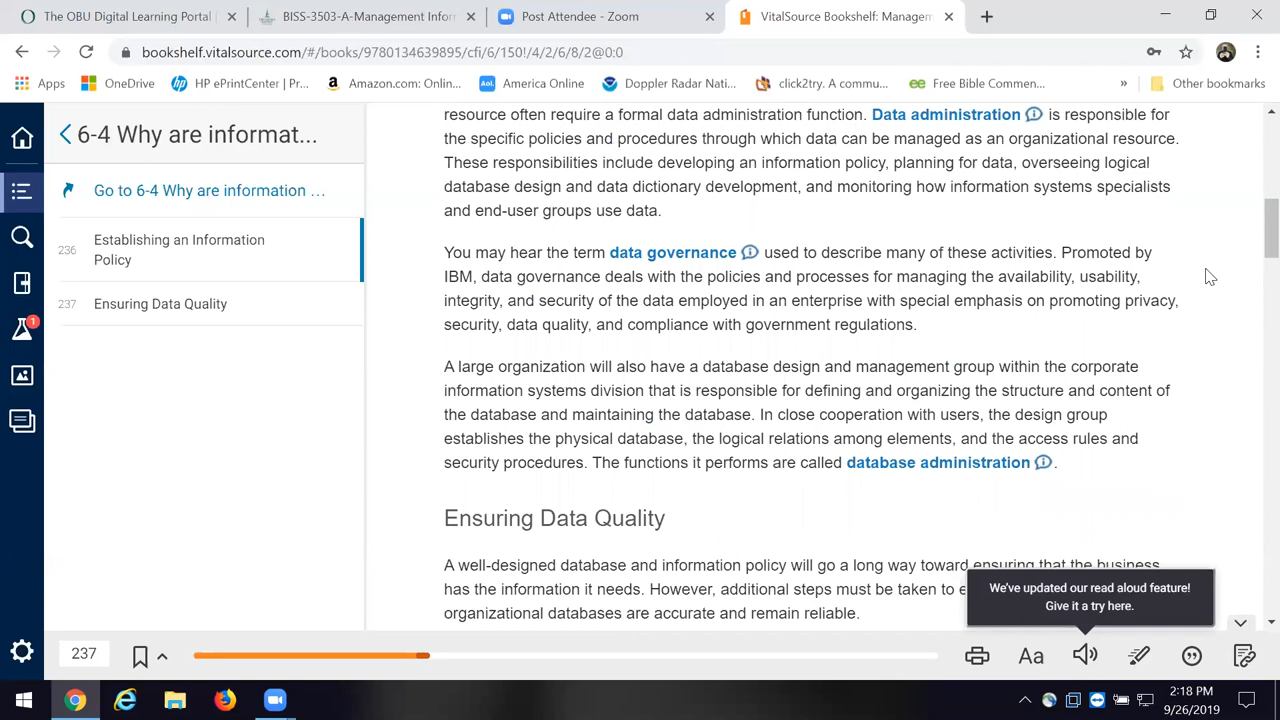 The OBU Digital Learning Portal
BISS-3503-A-Management Infor
Post Attendee - Zoom
VitalSource Bookshelf: Managem
bookshelf.vitalsource.com/#/books/9780134639895/cfi/6/150!/4/2/6/8/2@0:0
Apps
OneDrive
HP ePrintCenter | Pr...
Amazon.com: Onlin...
America Online
Doppler Radar Nati...
click2try. A commu...
Free Bible Commen...
»
Other bookmarks
6-4 Why are informat...
Go to 6-4 Why are information ...
236
Establishing an Information
Policy
237
Ensuring Data Quality
1
resource often require a formal data administration function. Data administration is responsible for
the specific policies and procedures through which data can be managed as an organizational resource.
These responsibilities include developing an information policy, planning for data, overseeing logical
database design and data dictionary development, and monitoring how information systems specialists
and end-user groups use data.
You may hear the term data governance used to describe many of these activities. Promoted by
IBM, data governance deals with the policies and processes for managing the availability, usability,
integrity, and security of the data employed in an enterprise with special emphasis on promoting privacy,
security, data quality, and compliance with government regulations.
A large organization will also have a database design and management group within the corporate
information systems division that is responsible for defining and organizing the structure and content of
the database and maintaining the database. In close cooperation with users, the design group
establishes the physical database, the logical relations among elements, and the access rules and
security procedures. The functions it performs are called database administration.
Ensuring Data Quality
A well-designed database and information policy will go a long way toward ensuring that the business
has the information it needs. However, additional steps must be taken to e
organizational databases are accurate and remain reliable.
We've updated our read aloud feature!
Give it a try here.
237
Aa
2:18 PM
9/26/2019